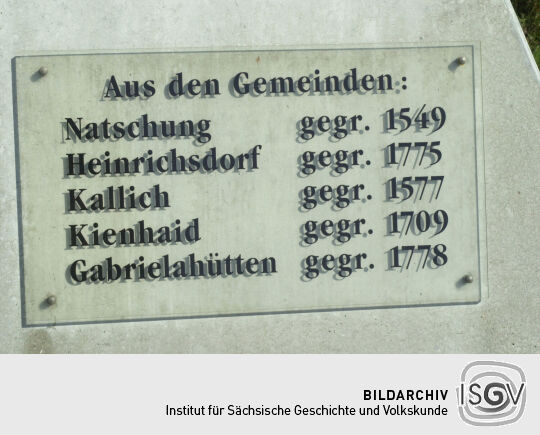 Aus den Gemeinden:
Natschung gegr. 1549
Heinrichsdorf gegr. 1775
Kallich gegr. 1577
Kienhaid gegr. 1709
Gabrielahütten gegr. 1778
BILDARCHIV
Institut für Sächsische Geschichte und Volkskunde
ISGV